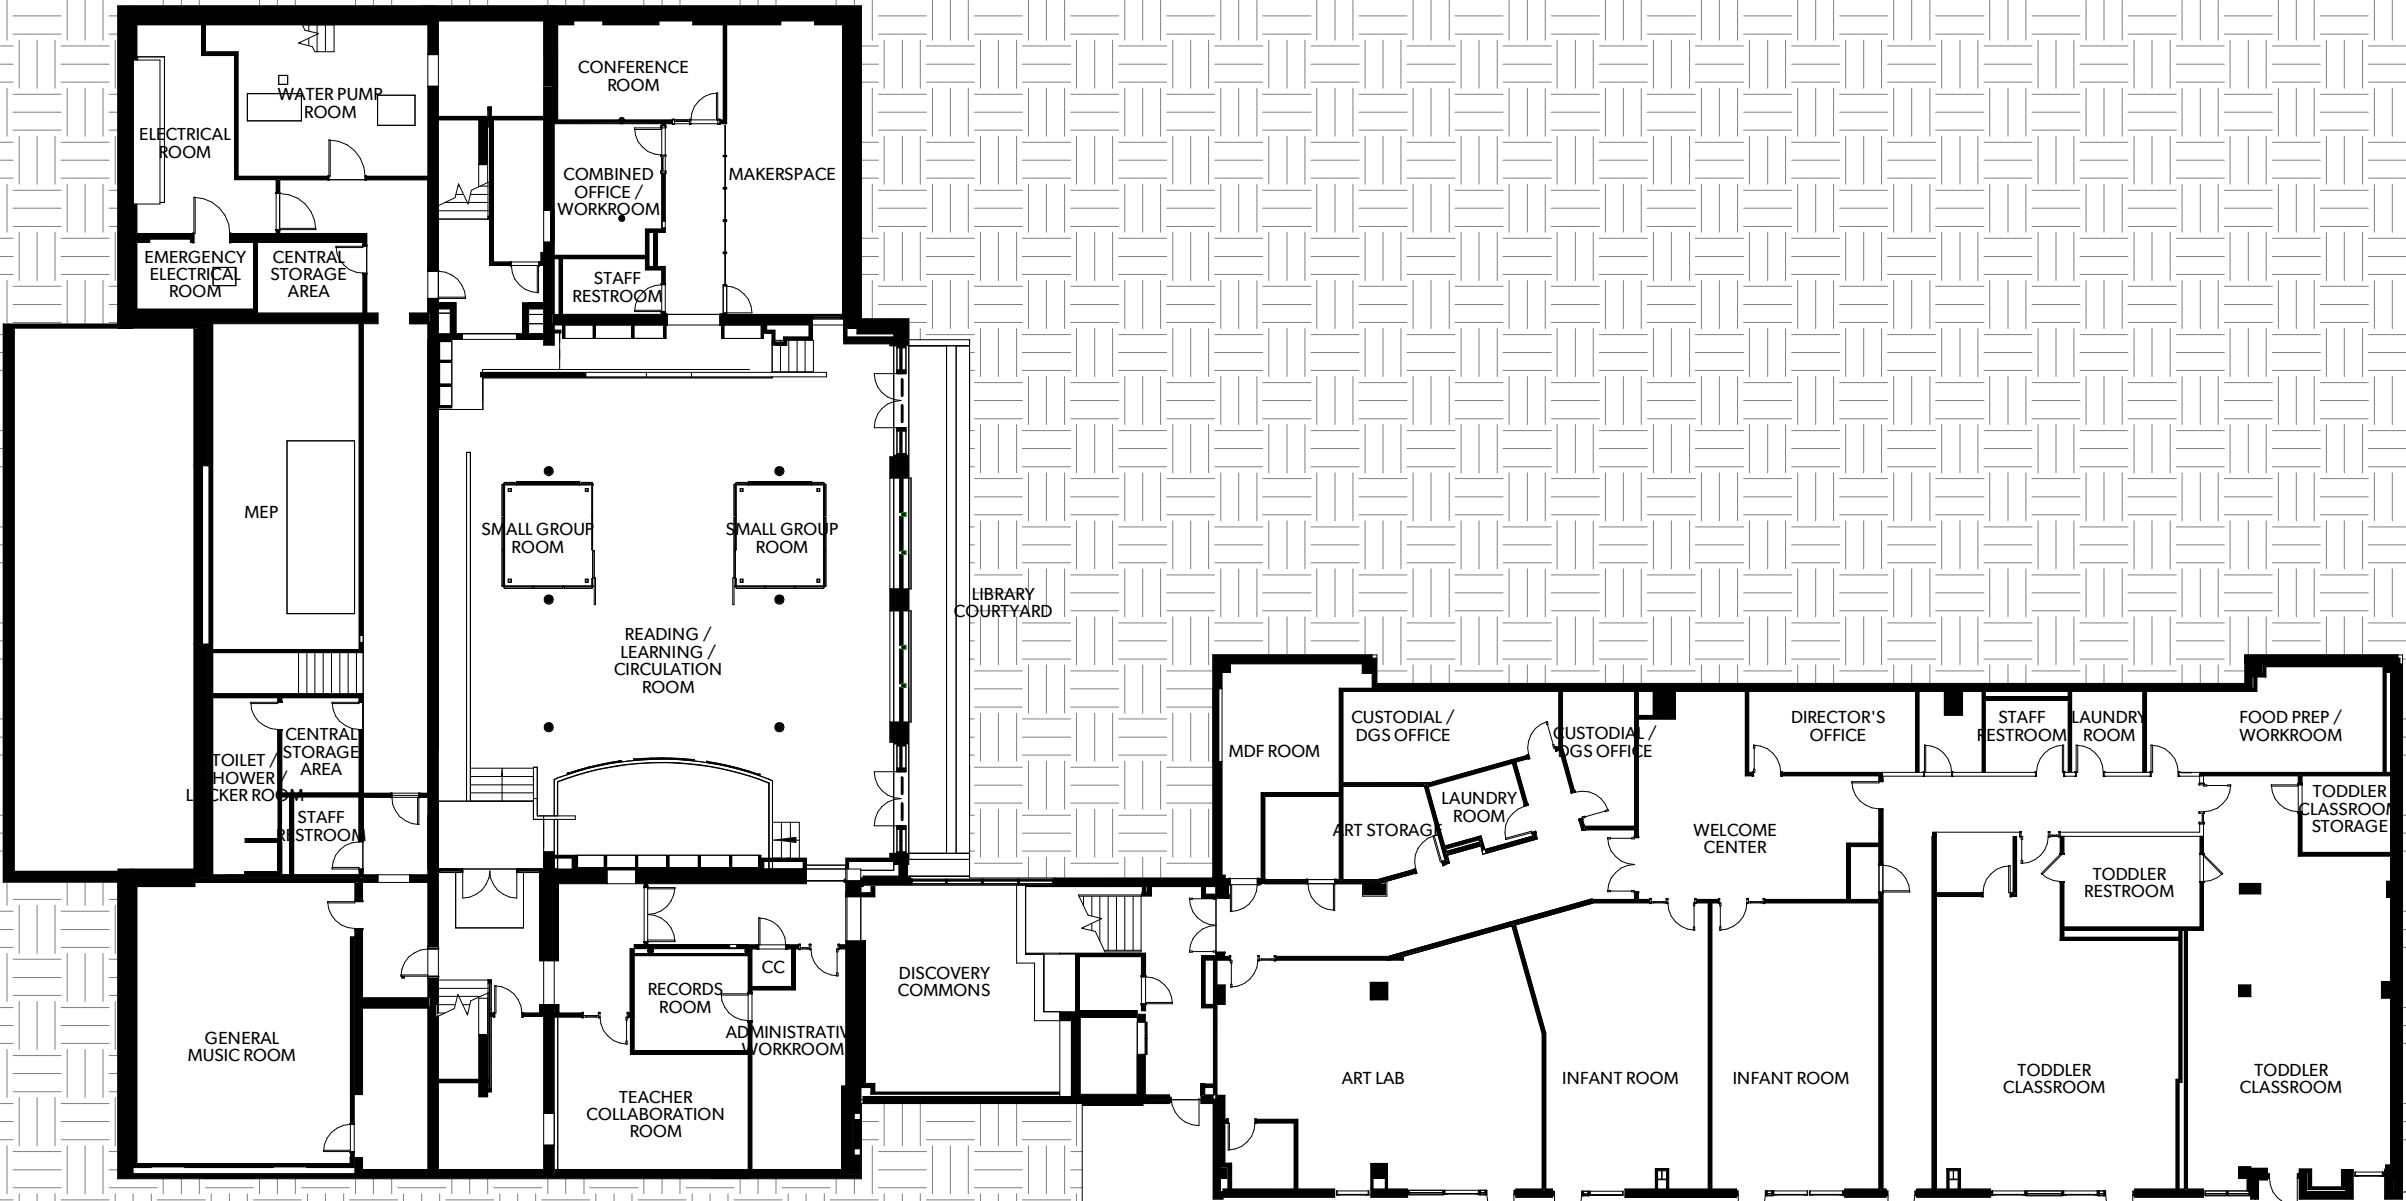 CONFERENCE
ROOM
WATER PUMP
ROOM
ELECTRICAL
ROOM
COMBINED
OFFICE /
WORKROOM
MAKERSPACE
EMERGENCY
ELECTRICAL
ROOM
CENTRAL
STORAGE
AREA
STAFF
RESTROOM
MEP
SMALL GROUP
ROOM
SMALL GROUP
ROOM
LIBRARY
COURTYARD
READING /
LEARNING /
CIRCULATION
ROOM
TOILET /
SHOWER /
LOCKER ROOM
CENTRAL
STORAGE
AREA
STAFF
RESTROOM
MDF ROOM
CUSTODIAL /
DGS OFFICE
CUSTODIAL /
DGS OFFICE
DIRECTOR'S
OFFICE
STAFF
RESTROOM
LAUNDRY
ROOM
FOOD PREP /
WORKROOM
LAUNDRY
ROOM
ART STORAGE
WELCOME
CENTER
TODDLER
CLASSROOM
STORAGE
TODDLER
RESTROOM
GENERAL
MUSIC ROOM
RECORDS
ROOM
CC
ADMINISTRATIV
WORKROOM
DISCOVERY
COMMONS
TEACHER
COLLABORATION
ROOM
ART LAB
INFANT ROOM
INFANT ROOM
TODDLER
CLASSROOM
TODDLER
CLASSROOM